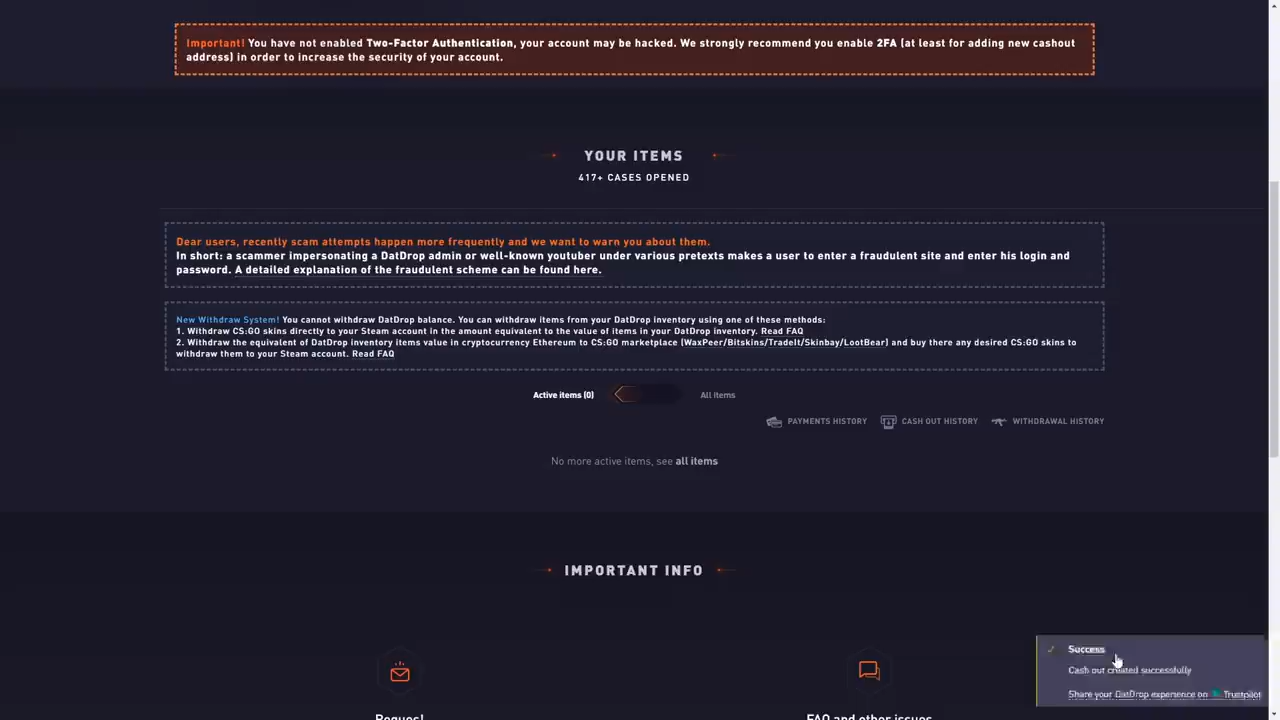 Important! You have not enabled Two-Factor Authentication, your account may be hacked. We strongly recommend you enable 2FA (at least for adding new cashout
address) in order to increase the security of your account.
YOUR ITEMS
417+ CASES OPENED
Dear users, recently scam attempts happen more frequently and we want to warn you about them.
In short: a scammer impersonating a DatDrop admin or well-known youtuber under various pretexts makes a user to enter a fraudulent site and enter his login and
password. A detailed explanation of the fraudulent scheme can be found here.
New Withdraw System! You cannot withdraw DatDrop balance. You can withdraw items from your DatDrop inventory using one of these methods:
1. Withdraw CS:GO skins directly to your Steam account in the amount equivalent to the value of items in your DatDrop inventory. Read FAQ
2. Withdraw the equivalent of DatDrop inventory items value in cryptocurrency Ethereum to CS:GO marketplace (WaxPeer/Bitskins/TradeIt/Skinbay/LootBear) and buy there any desired CS:GO skins to
withdraw them to your Steam account. Read FAQ
Active items (0) All Items
PAYMENTS HISTORY CASH OUT HISTORY WITHDRAWAL HISTORY
No more active items, see all items
IMPORTANT INFO
Success
Cash out created successfully
Share your DatDrop experience on Trustpilot
FAQ and other issues